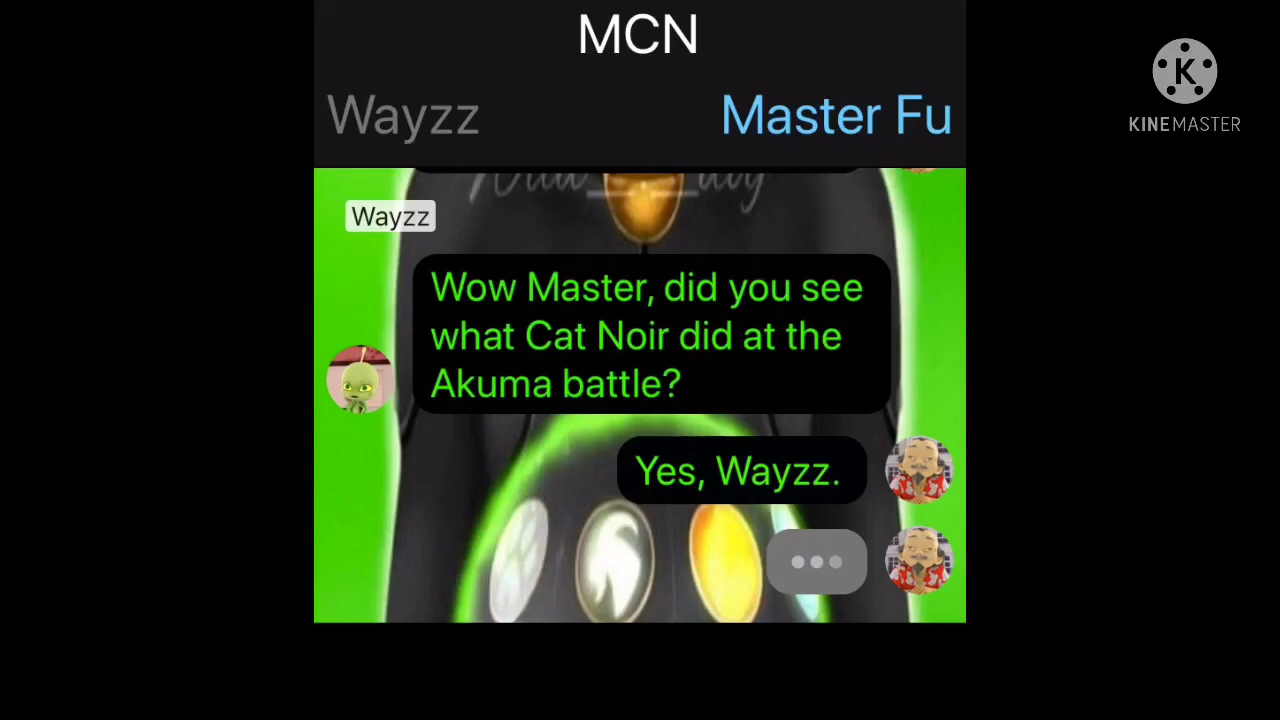 MCN
Wayzz
Master Fu
KINEMASTER
Wayzz
Wow Master, did you see
what Cat Noir did at the
Akuma battle?
Yes, Wayzz.